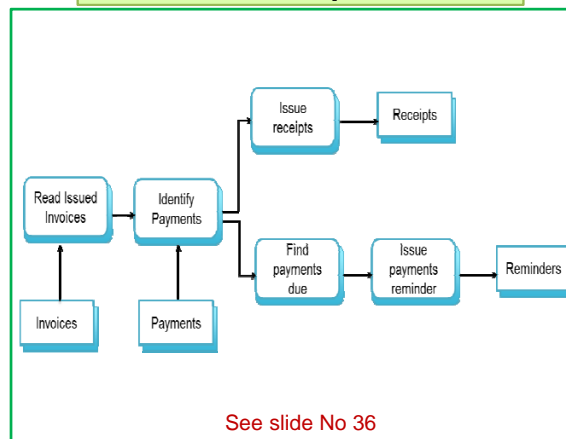 Issue
receipts
Receipts
Read Issued
Invoices
Identify
Payments
Find
payments
due
Issue
payments
reminder
Reminders
Invoices
Payments
See slide No 36